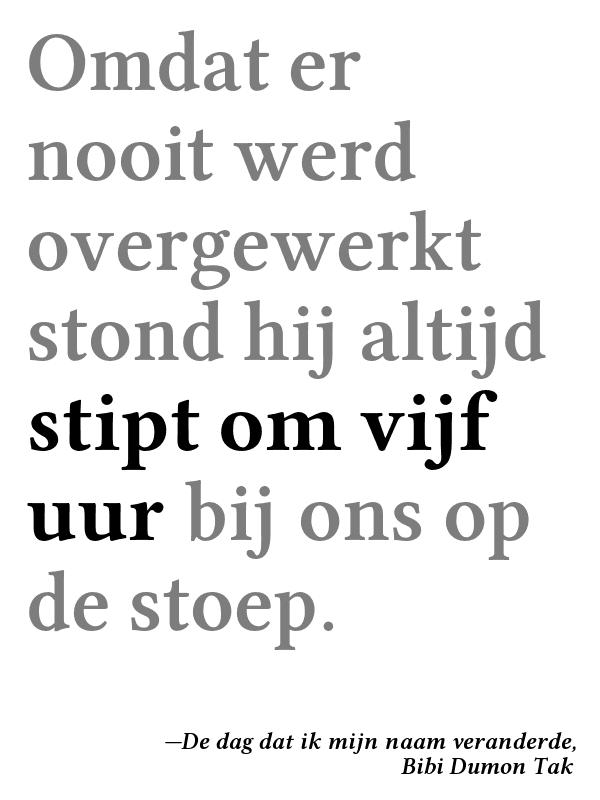 Omdat er
nooit werd
overgewerkt
stond hij altijd
stipt om vijf
uur bij ons op
de stoep.
—De dag dat ik mijn naam veranderde,
Bibi Dumon Tak